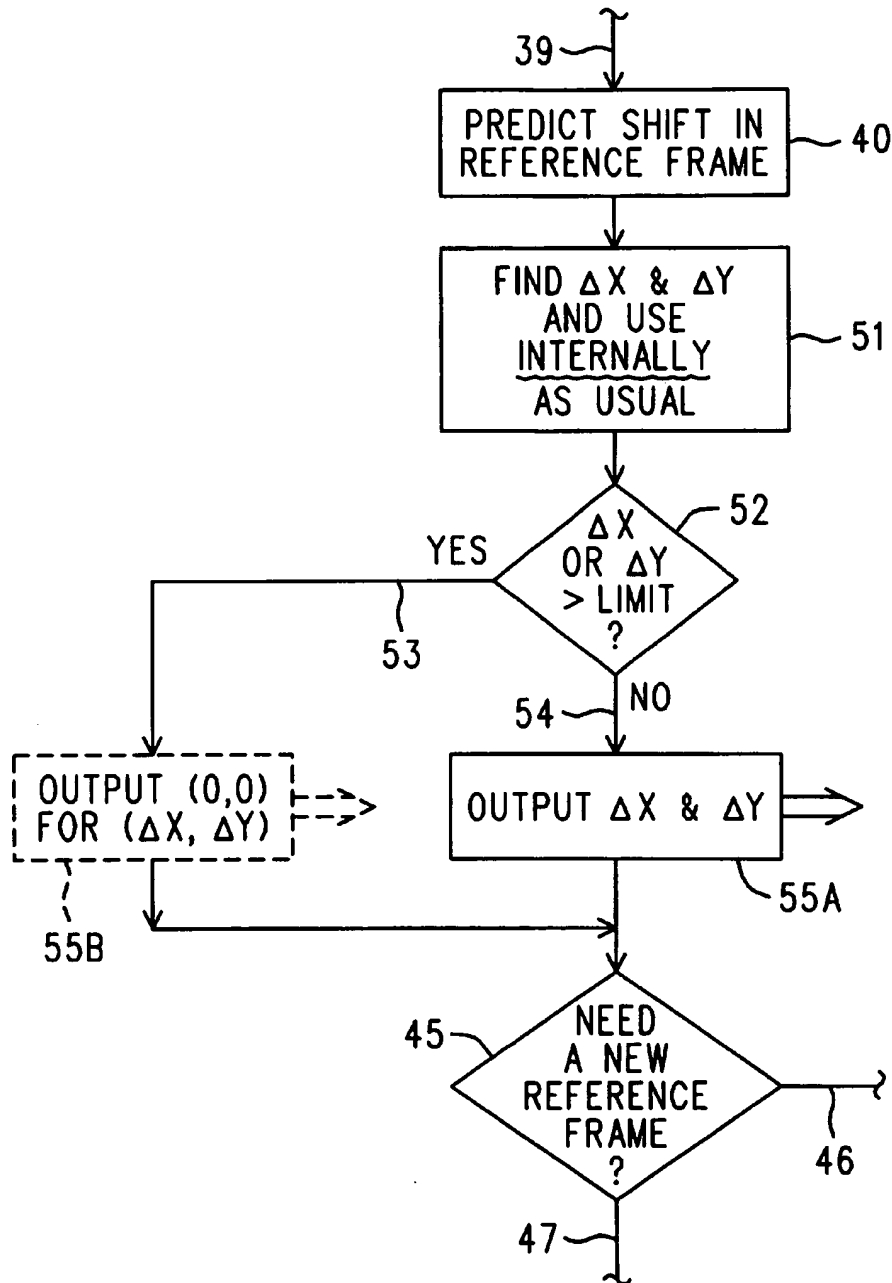 39
PREDICT SHIFT IN
REFERENCE FRAME
40
FIND ΔX & ΔY
AND USE
INTERNALLY
AS USUAL
51
ΔX
OR ΔY
> LIMIT
?
52
YES
53
54
NO
OUTPUT (0,0)
FOR (ΔX, ΔY)
55B
OUTPUT ΔX & ΔY
55A
45
NEED
A NEW
REFERENCE
FRAME
?
46
47